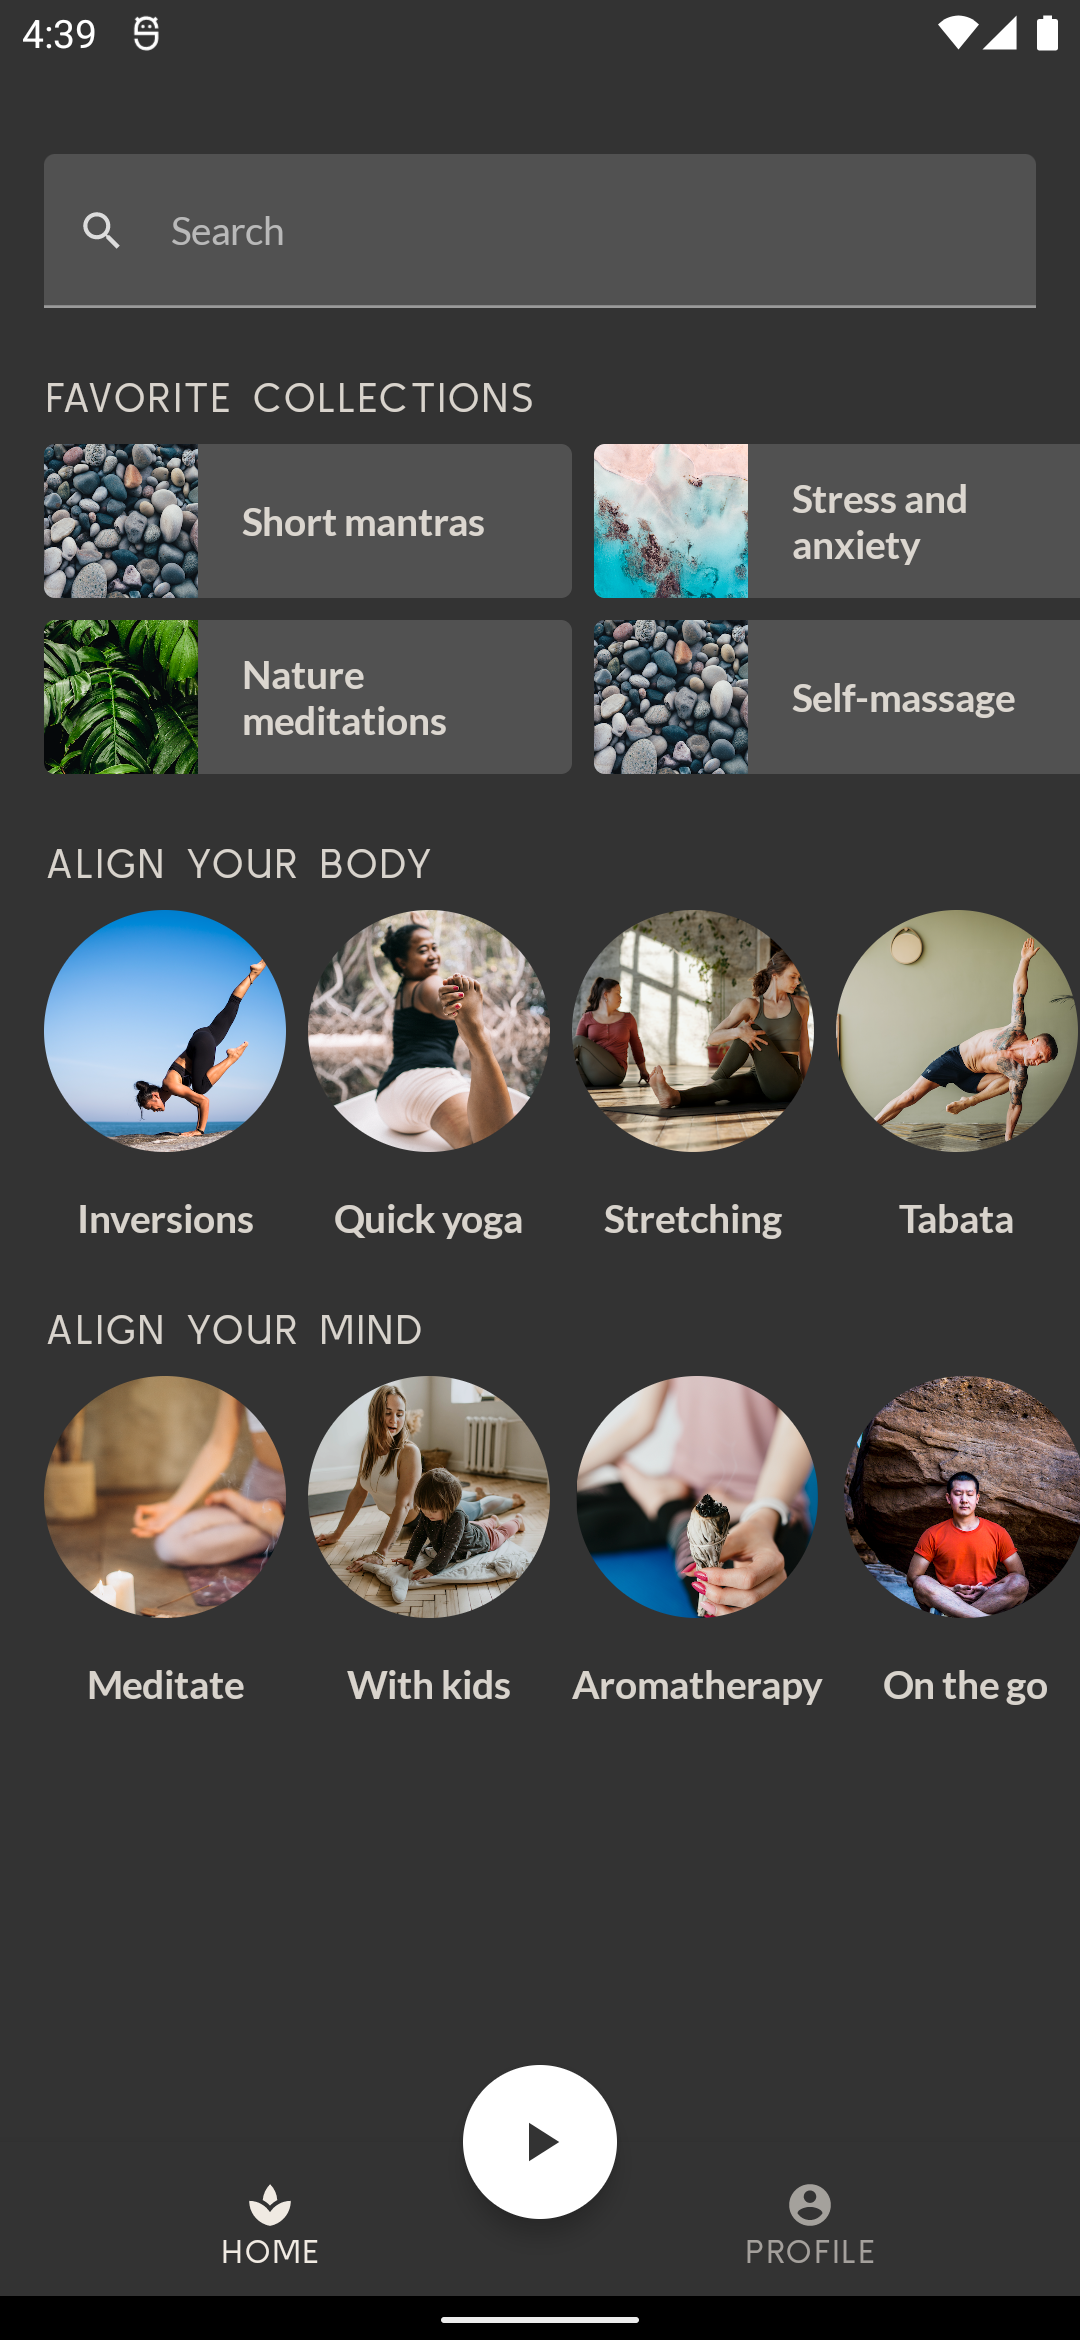 4:39
Search
FAVORITE COLLECTIONS
Short mantras
Stress and
anxiety
Nature
meditations
Self-massage
ALIGN YOUR BODY
Inversions
Quick yoga
Stretching
Tabata
ALIGN YOUR MIND
Meditate
With kids
Aromatherapy
On the go
HOME
PROFILE